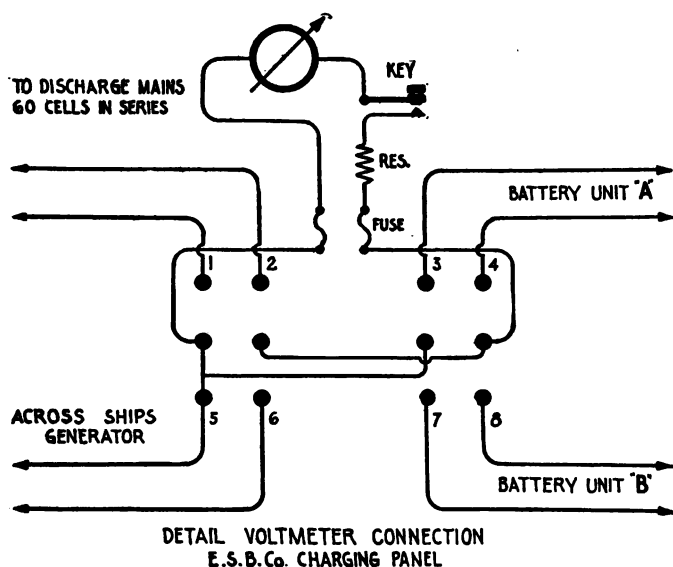 KEY
TO DISCHARGE MAINS
60 CELLS IN SERIES
RES.
BATTERY UNIT "A"
FUSE
1 2 3 4
5 6 7 8
ACROSS SHIPS
GENERATOR
BATTERY UNIT "B"
DETAIL VOLTMETER CONNECTION
E.S.B.Co. CHARGING PANEL